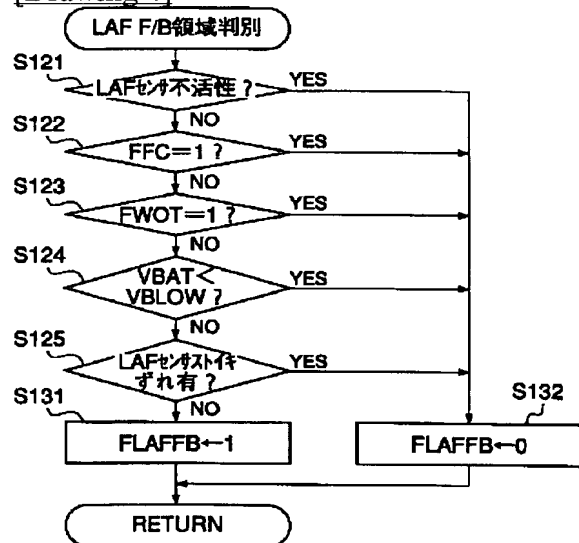 [Drawing 4]
LAF F/B領域判別
S121
LAFセンサ不活性？
YES
NO
S122
FFC＝1？
YES
NO
S123
FWOT＝1？
YES
NO
S124
VBAT＜
VBLOW？
YES
NO
S125
LAFセンサストイキ
ずれ有？
YES
NO
S131
FLAFFB←1
S132
FLAFFB←0
RETURN